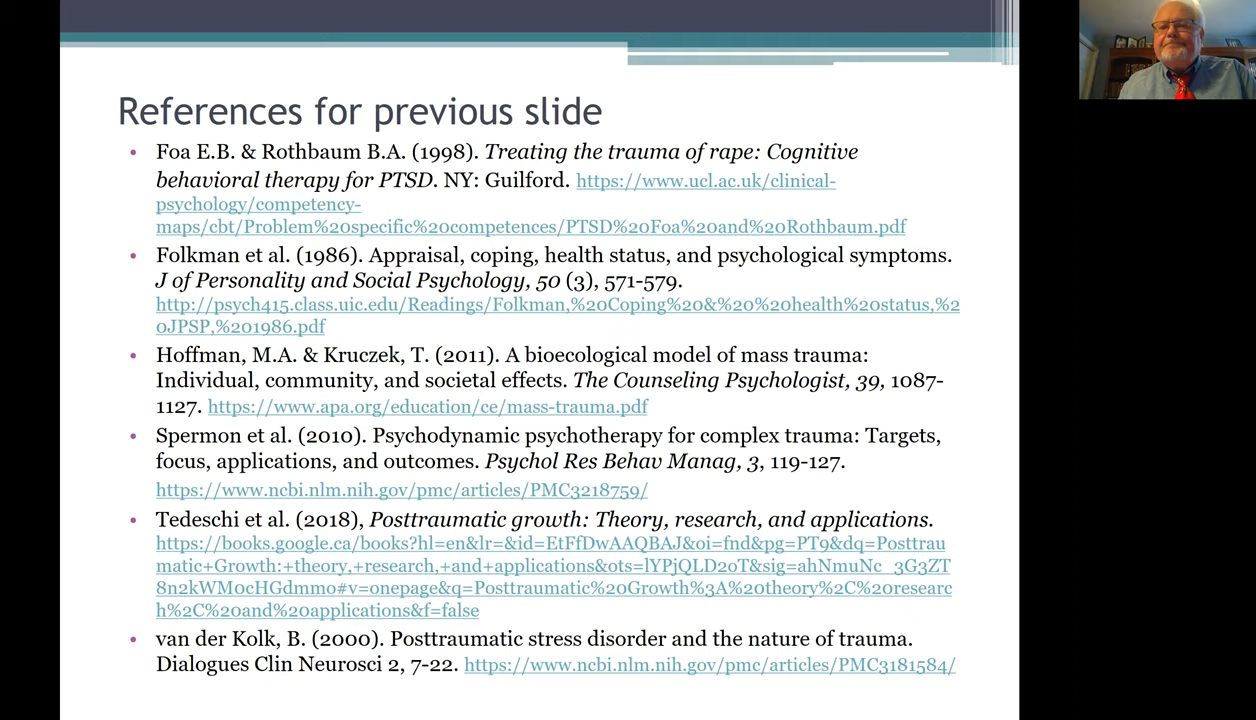 References for previous slide
• Foa E.B. & Rothbaum B.A. (1998). Treating the trauma of rape: Cognitive
behavioral therapy for PTSD. NY: Guilford. https://www.ucl.ac.uk/clinical-
psychology/competency-
maps/cbt/Problem%20specific%20competences/PTSD%20Foa%20and%20Rothbaum.pdf
• Folkman et al. (1986). Appraisal, coping, health status, and psychological symptoms.
J of Personality and Social Psychology, 50 (3), 571-579.
http://psych415.class.uic.edu/Readings/Folkman,%20Coping%20&%20%20health%20status,%2
0JPSP,%201986.pdf
• Hoffman, M.A. & Kruczek, T. (2011). A bioecological model of mass trauma:
Individual, community, and societal effects. The Counseling Psychologist, 39, 1087-
1127. https://www.apa.org/education/ce/mass-trauma.pdf
• Spermon et al. (2010). Psychodynamic psychotherapy for complex trauma: Targets,
focus, applications, and outcomes. Psychol Res Behav Manag, 3, 119-127.
https://www.ncbi.nlm.nih.gov/pmc/articles/PMC3218759/
• Tedeschi et al. (2018), Posttraumatic growth: Theory, research, and applications.
https://books.google.ca/books?hl=en&lr=&id=EtFfDwAAQBAJ&oi=fnd&pg=PT9&dq=Posttrau
matic+Growth:+theory,+research,+and+applications&ots=lYPjQLD2oT&sig=ahNmuNc_3G3ZT
8n2kWM0cHGdmmo#v=onepage&q=Posttraumatic%20Growth%3A%20theory%2C%20researc
h%2C%20and%20applications&f=false
• van der Kolk, B. (2000). Posttraumatic stress disorder and the nature of trauma.
Dialogues Clin Neurosci 2, 7-22. https://www.ncbi.nlm.nih.gov/pmc/articles/PMC3181584/